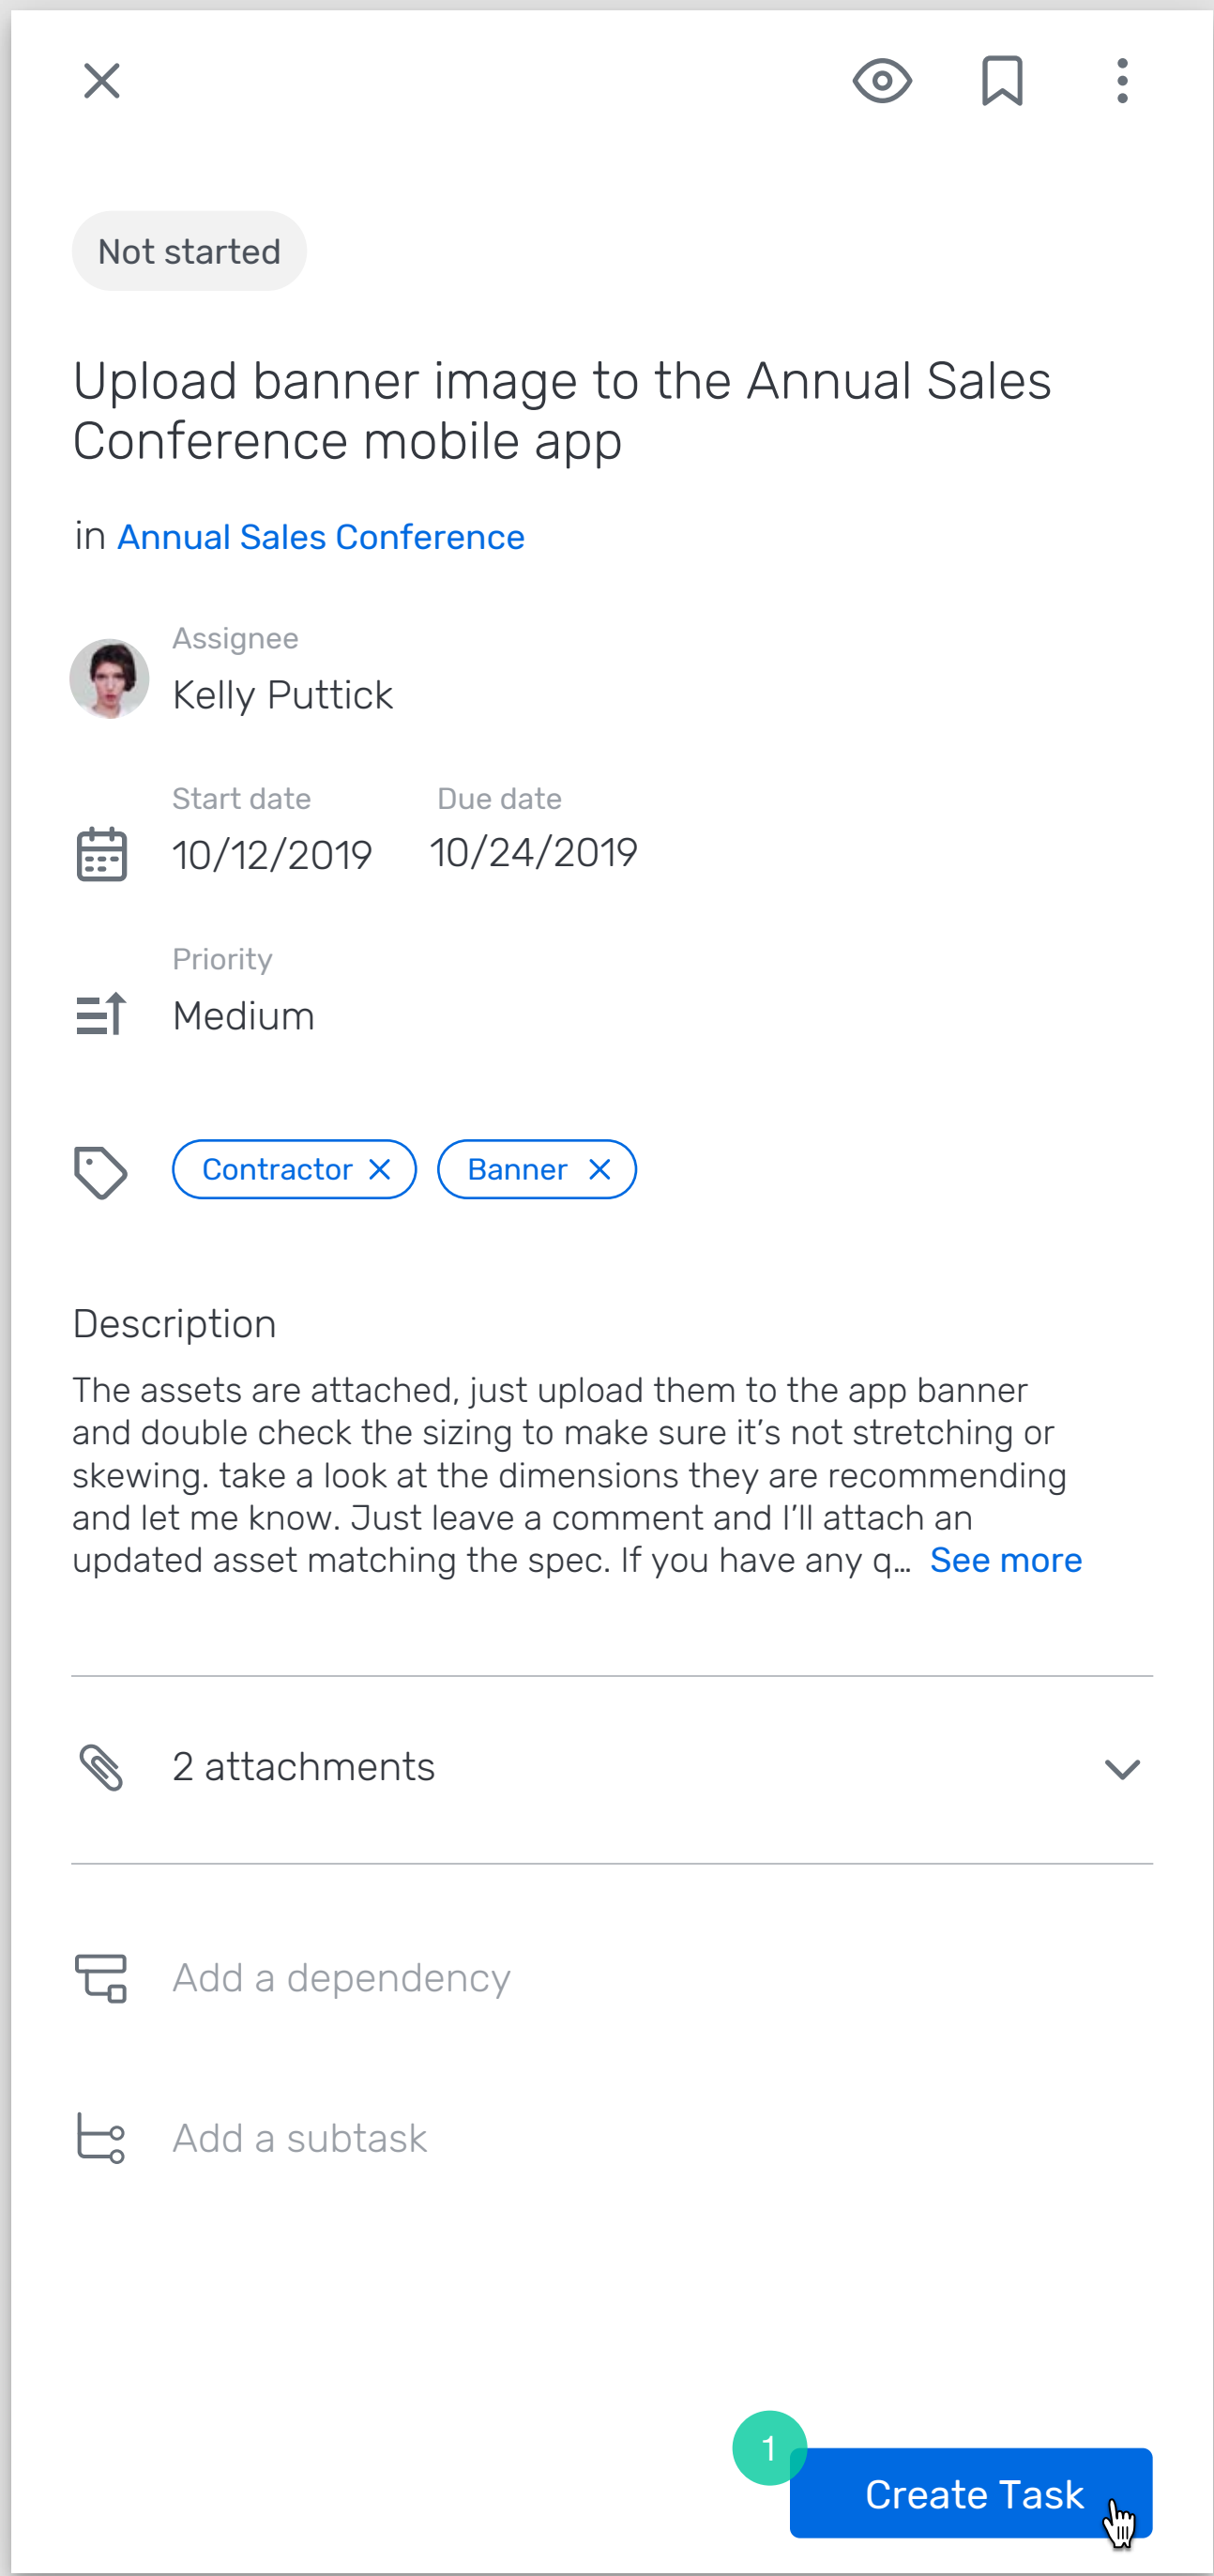 Not started
Upload banner image to the Annual Sales
Conference mobile app
in Annual Sales Conference
Assignee
Kelly Puttick
Start date Due date
10/12/2019 10/24/2019
Priority
Medium
Contractor Banner
Description
The assets are attached, just upload them to the app banner
and double check the sizing to make sure it’s not stretching or
skewing. take a look at the dimensions they are recommending
and let me know. Just leave a comment and I’ll attach an
updated asset matching the spec. If you have any q... See more
2 attachments
Add a dependency
Add a subtask
1
Create Task